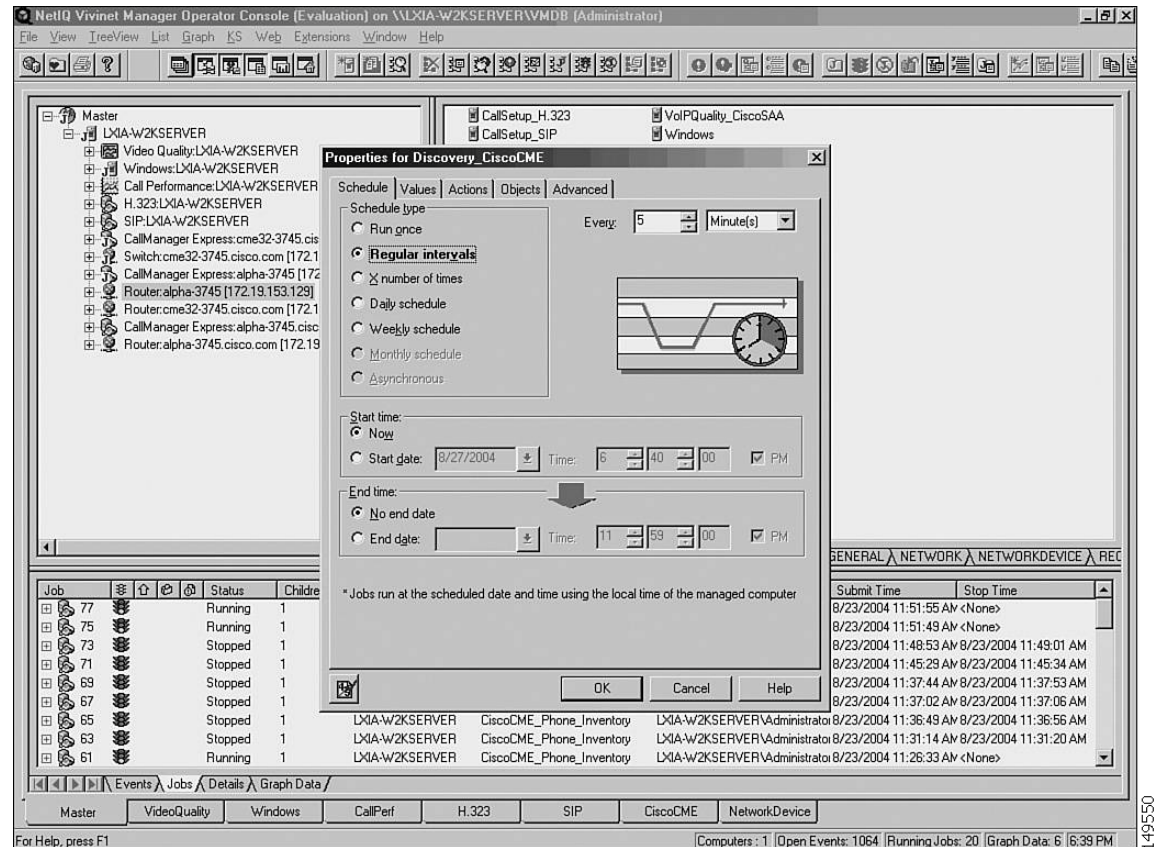 NetIQ Vivinet Manager Operator Console (Evaluation) on \\LXIA-W2KSERVER\VMDB (Administrator)
File View TreeView List Graph KS Web Extensions Window Help
Master
LXIA-W2KSERVER
Video Quality:LXIA-W2KSERVER
Windows:LXIA-W2KSERVER
Call Performance:LXIA-W2KSERVER
H.323:LXIA-W2KSERVER
SIP:LXIA-W2KSERVER
CallManager Express:cme32-3745.cis
Switch:cme32-3745.cisco.com [172.1
CallManager Express:alpha-3745 [172
Router:alpha-3745 [172.19.153.129]
Router:cme32-3745.cisco.com [172.1
CallManager Express:alpha-3745.cisc
Router:alpha-3745.cisco.com [172.19
CallSetup_H.323 VoIPQuality_CiscoSAA
CallSetup_SIP Windows
Properties for Discovery_CiscoCME
Schedule Values Actions Objects Advanced
Schedule type
Run once
Regular intervals
X number of times
Daily schedule
Weekly schedule
Monthly schedule
Asynchronous
Every: 5 Minute(s)
Start time:
Now
Start date: 8/27/2004 Time: 6 40 00 PM
End time:
No end date
End date: Time: 11 59 00 PM
* Jobs run at the scheduled date and time using the local time of the managed computer
OK Cancel Help
GENERAL NETWORK NETWORKDEVICE REC
Job Status Childre Submit Time Stop Time
77 Running 1 8/23/2004 11:51:55 AM <None>
75 Running 1 8/23/2004 11:51:49 AM <None>
73 Stopped 1 8/23/2004 11:48:53 AM 8/23/2004 11:49:01 AM
71 Stopped 1 8/23/2004 11:45:29 AM 8/23/2004 11:45:34 AM
69 Stopped 1 8/23/2004 11:37:44 AM 8/23/2004 11:37:53 AM
67 Stopped 1 8/23/2004 11:37:02 AM 8/23/2004 11:37:06 AM
65 Stopped 1 LXIA-W2KSERVER CiscoCME_Phone_Inventory LXIA-W2KSERVER\Administrator 8/23/2004 11:36:49 AM 8/23/2004 11:36:56 AM
63 Stopped 1 LXIA-W2KSERVER CiscoCME_Phone_Inventory LXIA-W2KSERVER\Administrator 8/23/2004 11:31:14 AM 8/23/2004 11:31:20 AM
61 Running 1 LXIA-W2KSERVER CiscoCME_Phone_Inventory LXIA-W2KSERVER\Administrator 8/23/2004 11:26:33 AM <None>
Events Jobs Details Graph Data
Master VideoQuality Windows CallPerf H.323 SIP CiscoCME NetworkDevice
For Help, press F1 Computers : 1 Open Events: 1064 Running Jobs: 20 Graph Data: 6 6:39 PM
149550